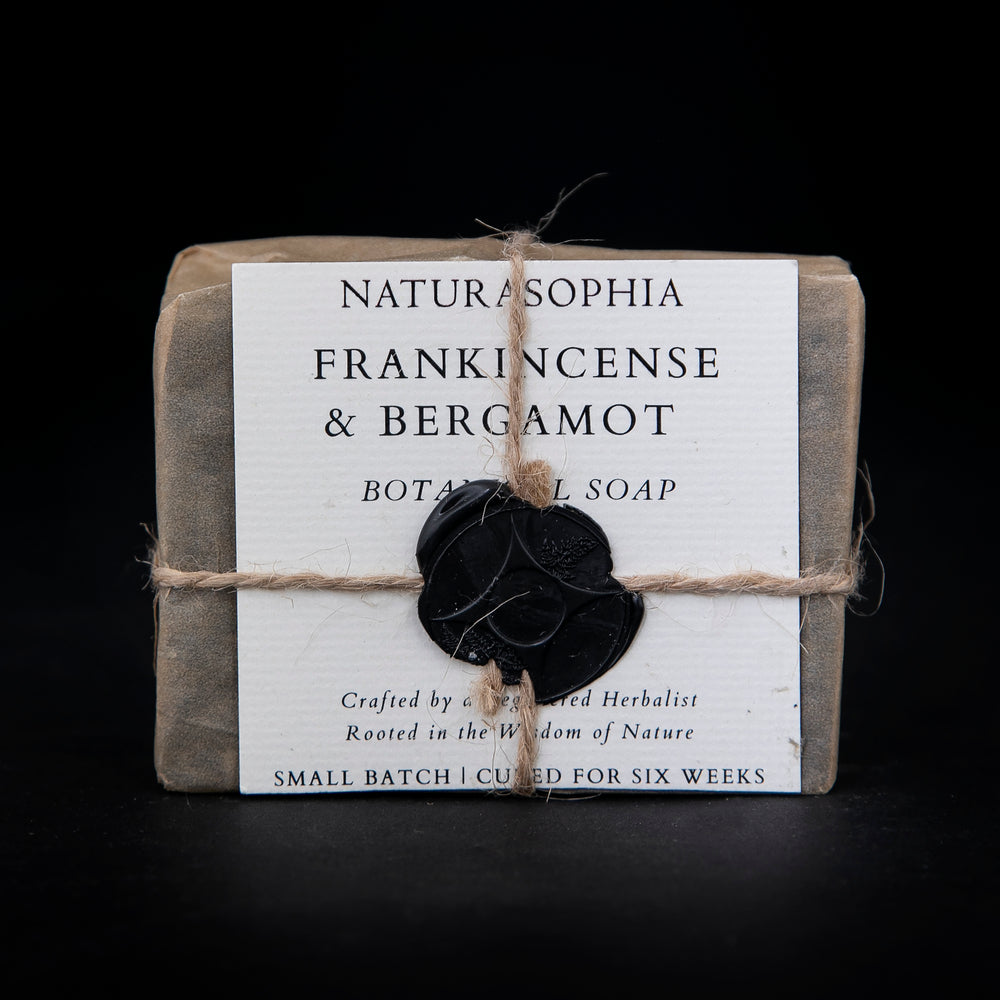 NATURASOPHIA
FRANKINCENSE
& BERGAMOT
BOTANICAL SOAP
Crafted by a Registered Herbalist
Rooted in the Wisdom of Nature
SMALL BATCH | CURED FOR SIX WEEKS